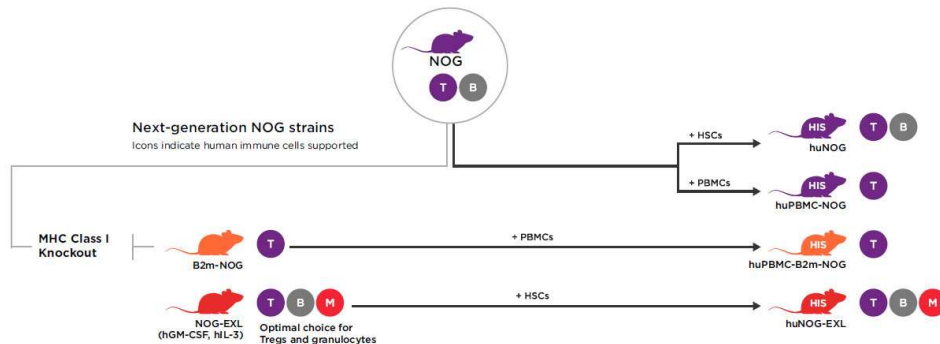 NOG
T B
Next-generation NOG strains
Icons indicate human immune cells supported
+ HSCs
HIS T B
huNOG
+ PBMCs
HIS T
huPBMC-NOG
MHC Class I
Knockout
T
B2m-NOG
+ PBMCs
HIS T
huPBMC-B2m-NOG
T B M
NOG-EXL
(hGM-CSF, hIL-3)
Optimal choice for
Tregs and granulocytes
+ HSCs
HIS T B M
huNOG-EXL